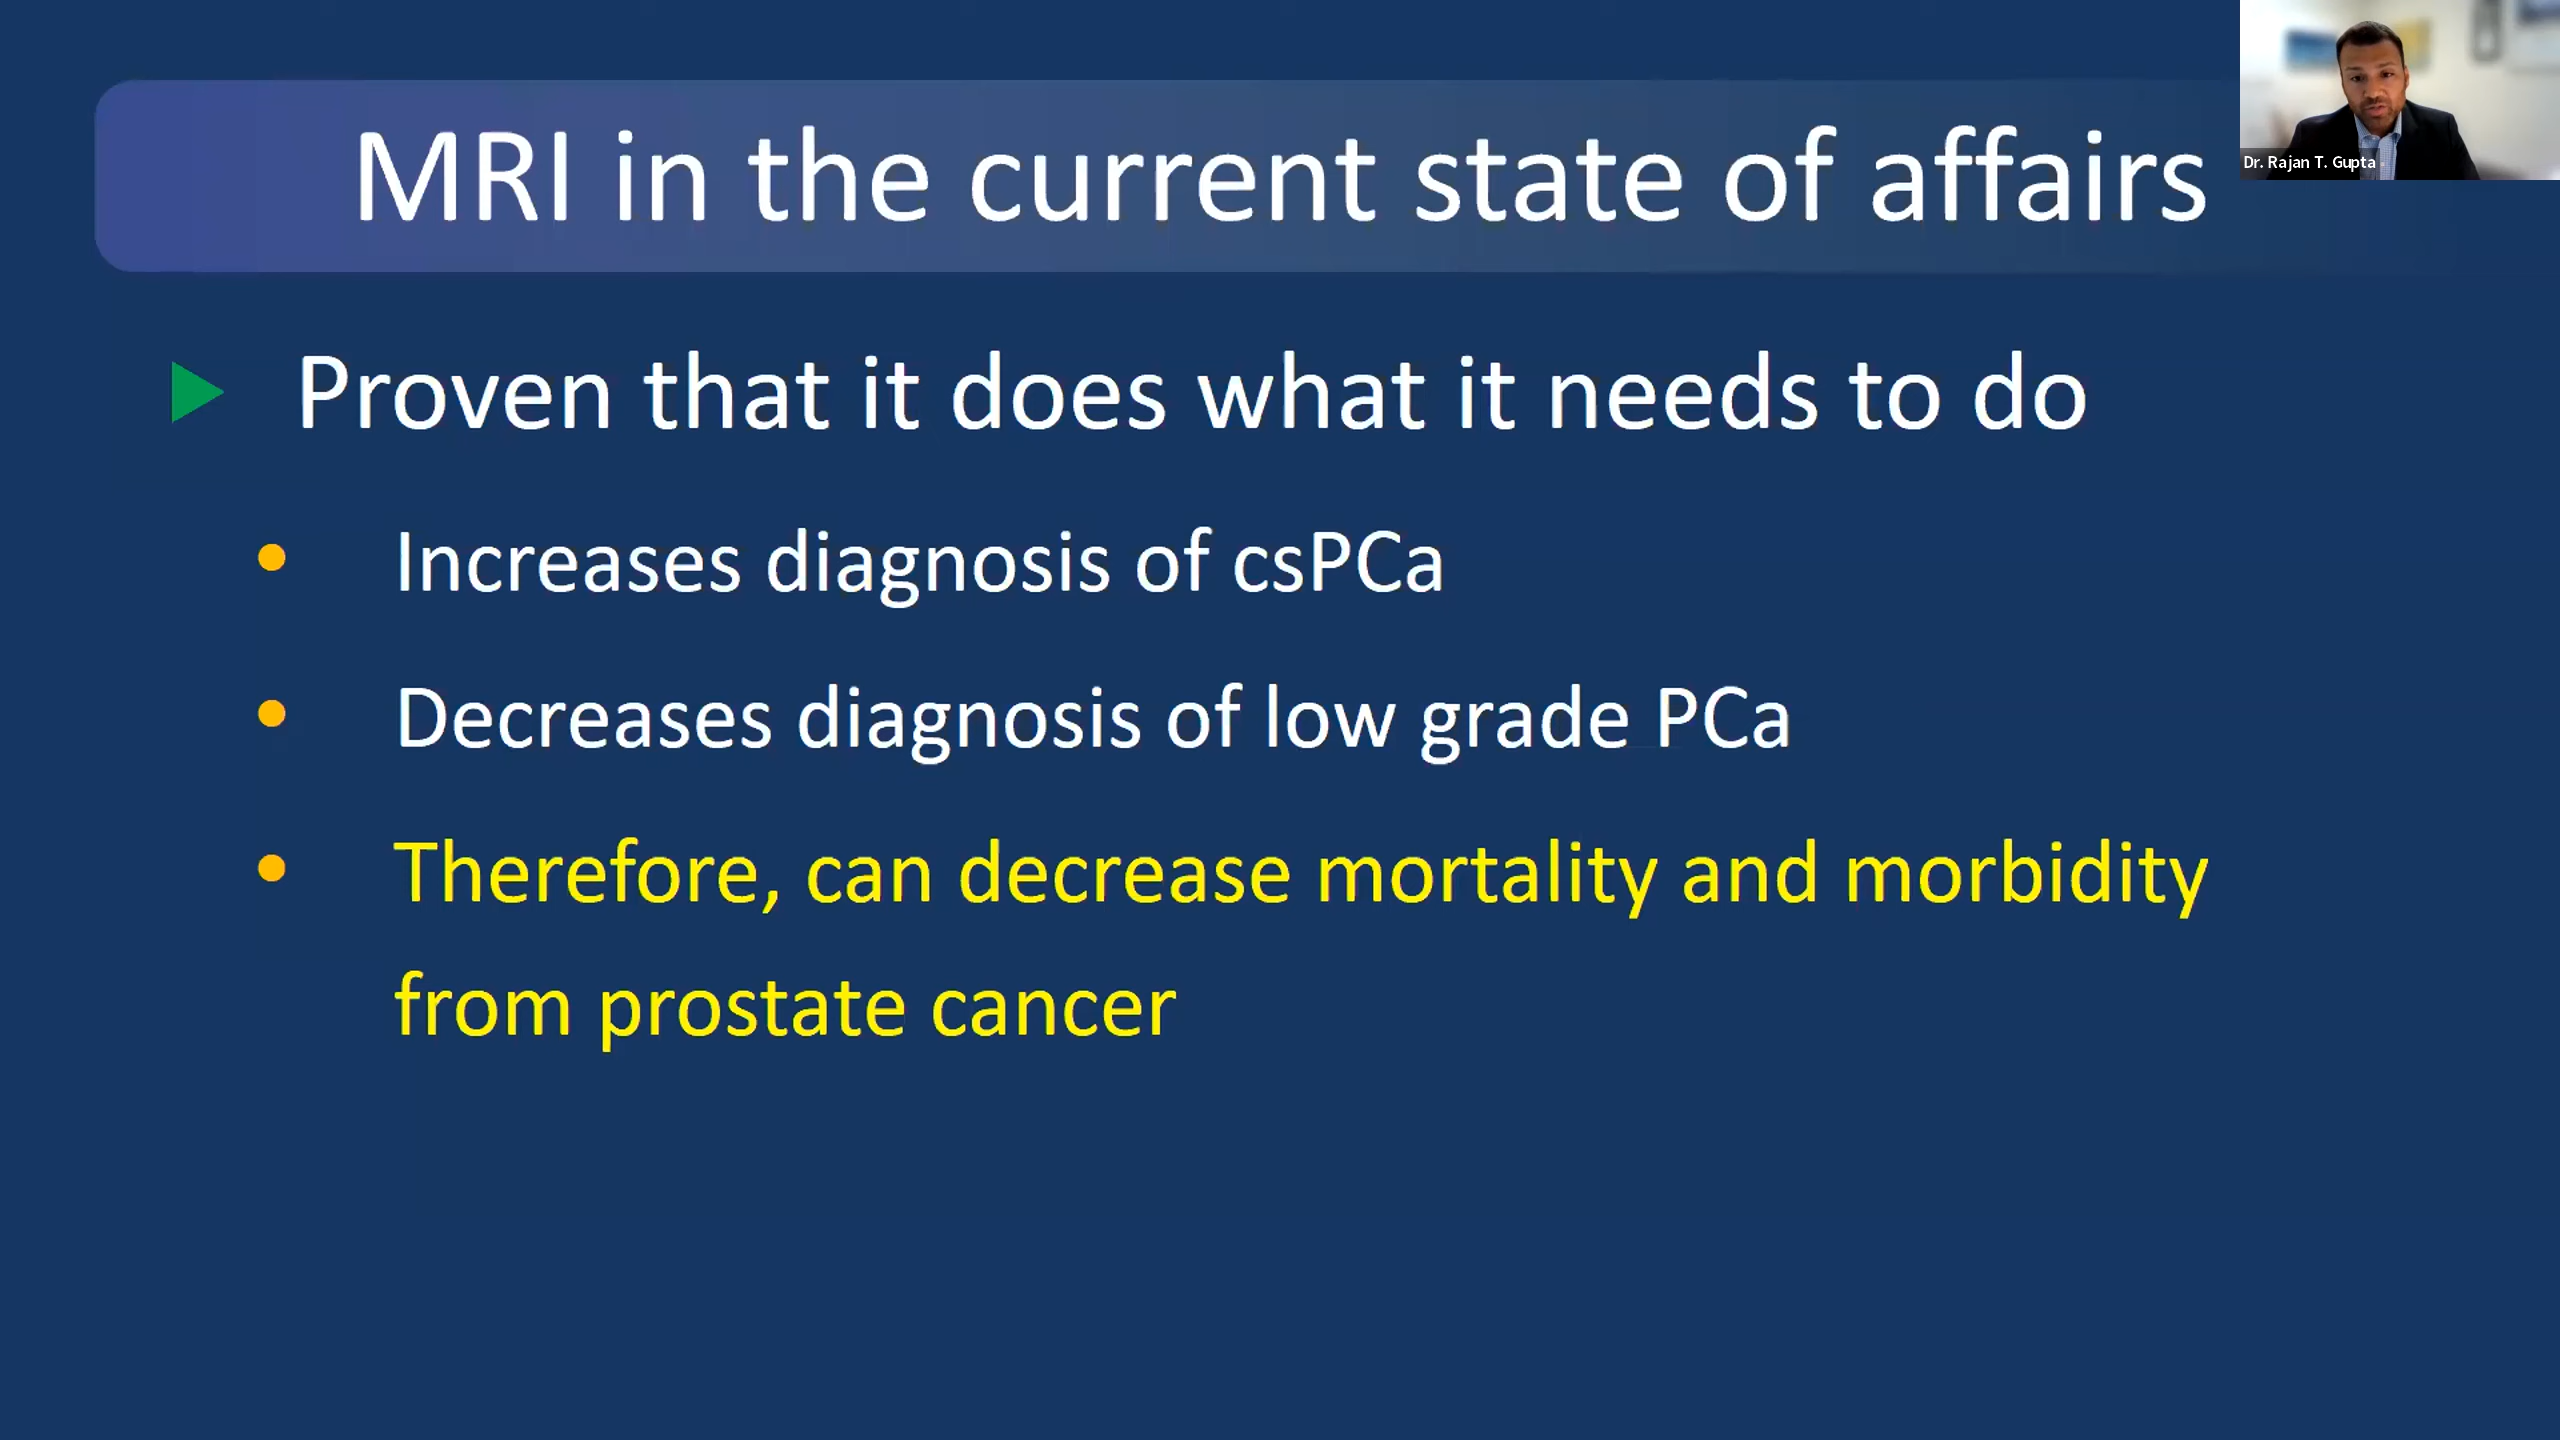 MRI in the current state of affairs
Dr. Rajan T. Gupta
Proven that it does what it needs to do
Increases diagnosis of csPCa
Decreases diagnosis of low grade PCa
Therefore, can decrease mortality and morbidity
from prostate cancer